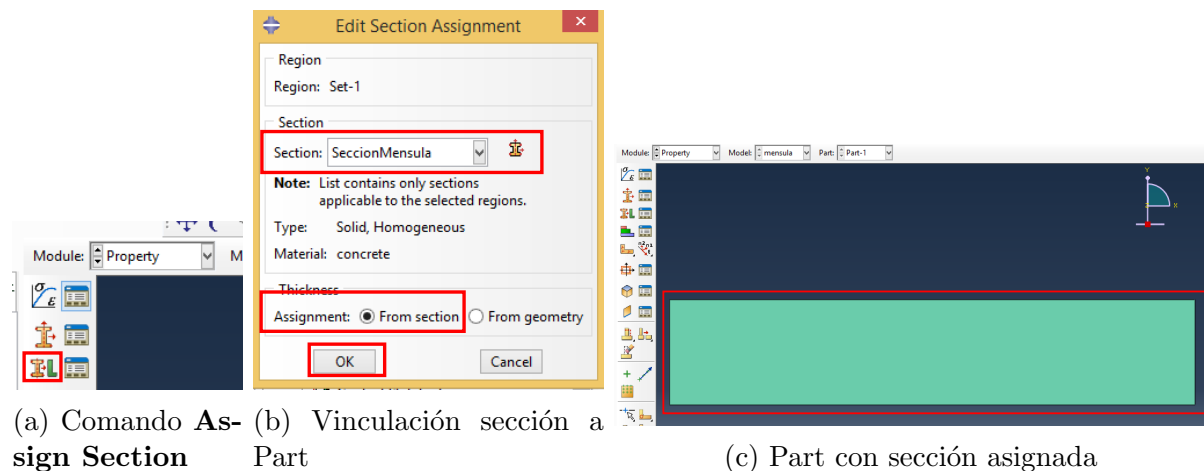 Edit Section Assignment
Region
Region: Set-1
Section
Section: SeccionMensula
Note: List contains only sections
applicable to the selected regions.
Type: Solid, Homogeneous
Material: concrete
Thickness
Assignment: From section From geometry
OK Cancel
Module: Property M
σ ε
Module: Property Model: mensula Part: Part-1
Y
X
(a) Comando As-
sign Section
(b) Vinculación sección a
Part
(c) Part con sección asignada